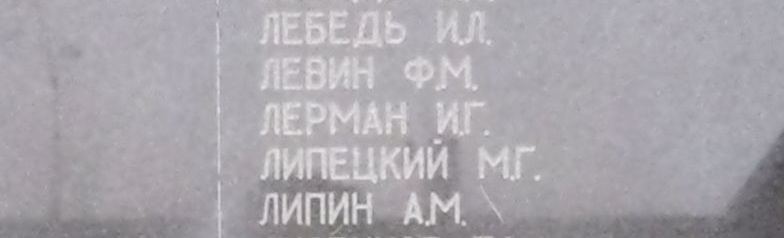 ЛЕБЕДЬ И.Л.
ЛЕВИН Ф.М.
ЛЕРМАН И.Г.
ЛИПЕЦКИЙ М.Г.
ЛИПИН А.М.